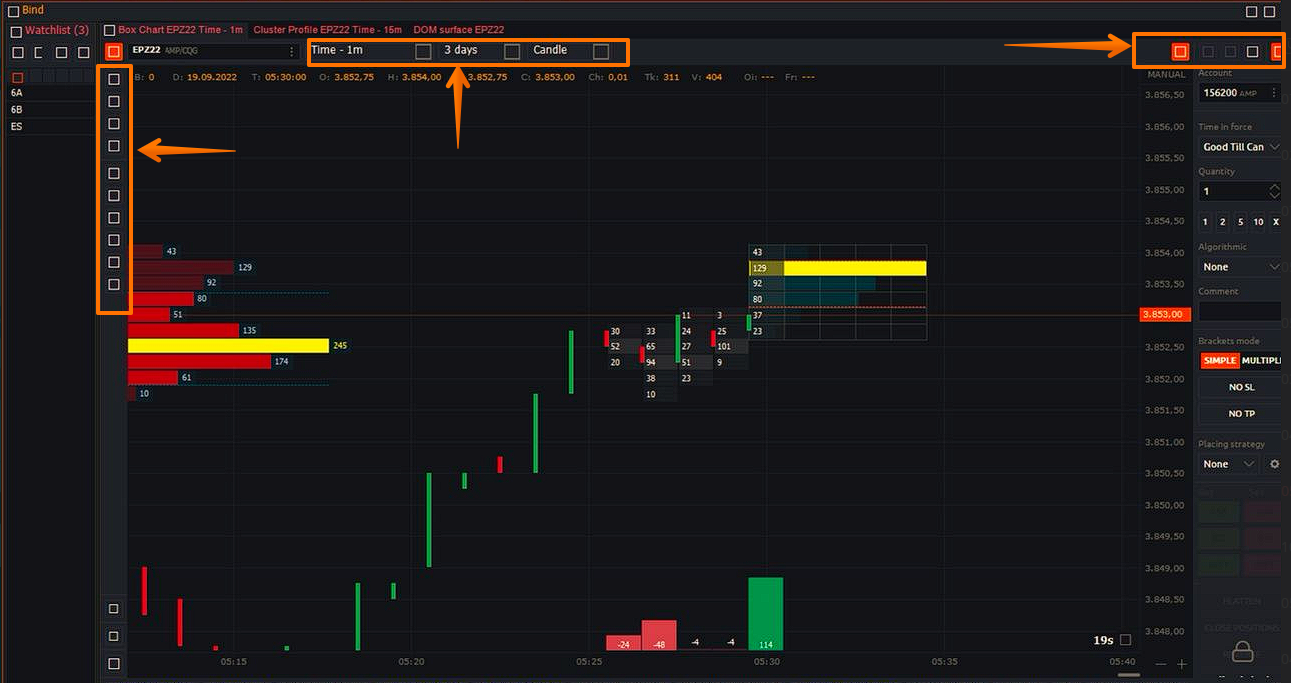 Bind
Watchlist (3)
Box Chart EPZ22 Time - 1m
Cluster Profile EPZ22 Time - 15m
DOM surface EPZ22
EPZ22 AMP/CQG
Time - 1m
3 days
Candle
B: 0 D: 19.09.2022 T: 05:30:00 O: 3.852,75 H: 3.854,00 3.852,75 C: 3.853,00 Ch: 0,01 Tk: 311 V: 404 Oi: --- Fr: ---
6A
6B
ES
MANUAL
3.856,50
3.856,00
3.855,50
3.855,00
3.854,50
3.854,00
3.853,50
3.853,00
3.852,50
3.852,00
3.851,50
3.851,00
3.850,50
3.850,00
3.849,50
3.849,00
3.848,50
3.848,00
43
129
92
80
51
135
245
174
61
10
30
52
20
33
65
94
38
10
11
24
27
51
23
3
25
101
9
43
129
92
80
37
23
-24
-48
-4
-4
114
19s
05:15
05:20
05:25
05:30
05:35
05:40
Account
156200 AMP
Time In force
Good Till Can
Quantity
1
1 2 5 10 X
Algorithmic
None
Comment
Brackets mode
SIMPLE MULTIPL
NO SL
NO TP
Placing strategy
None
FLATTEN
CLOSE POSITIONS